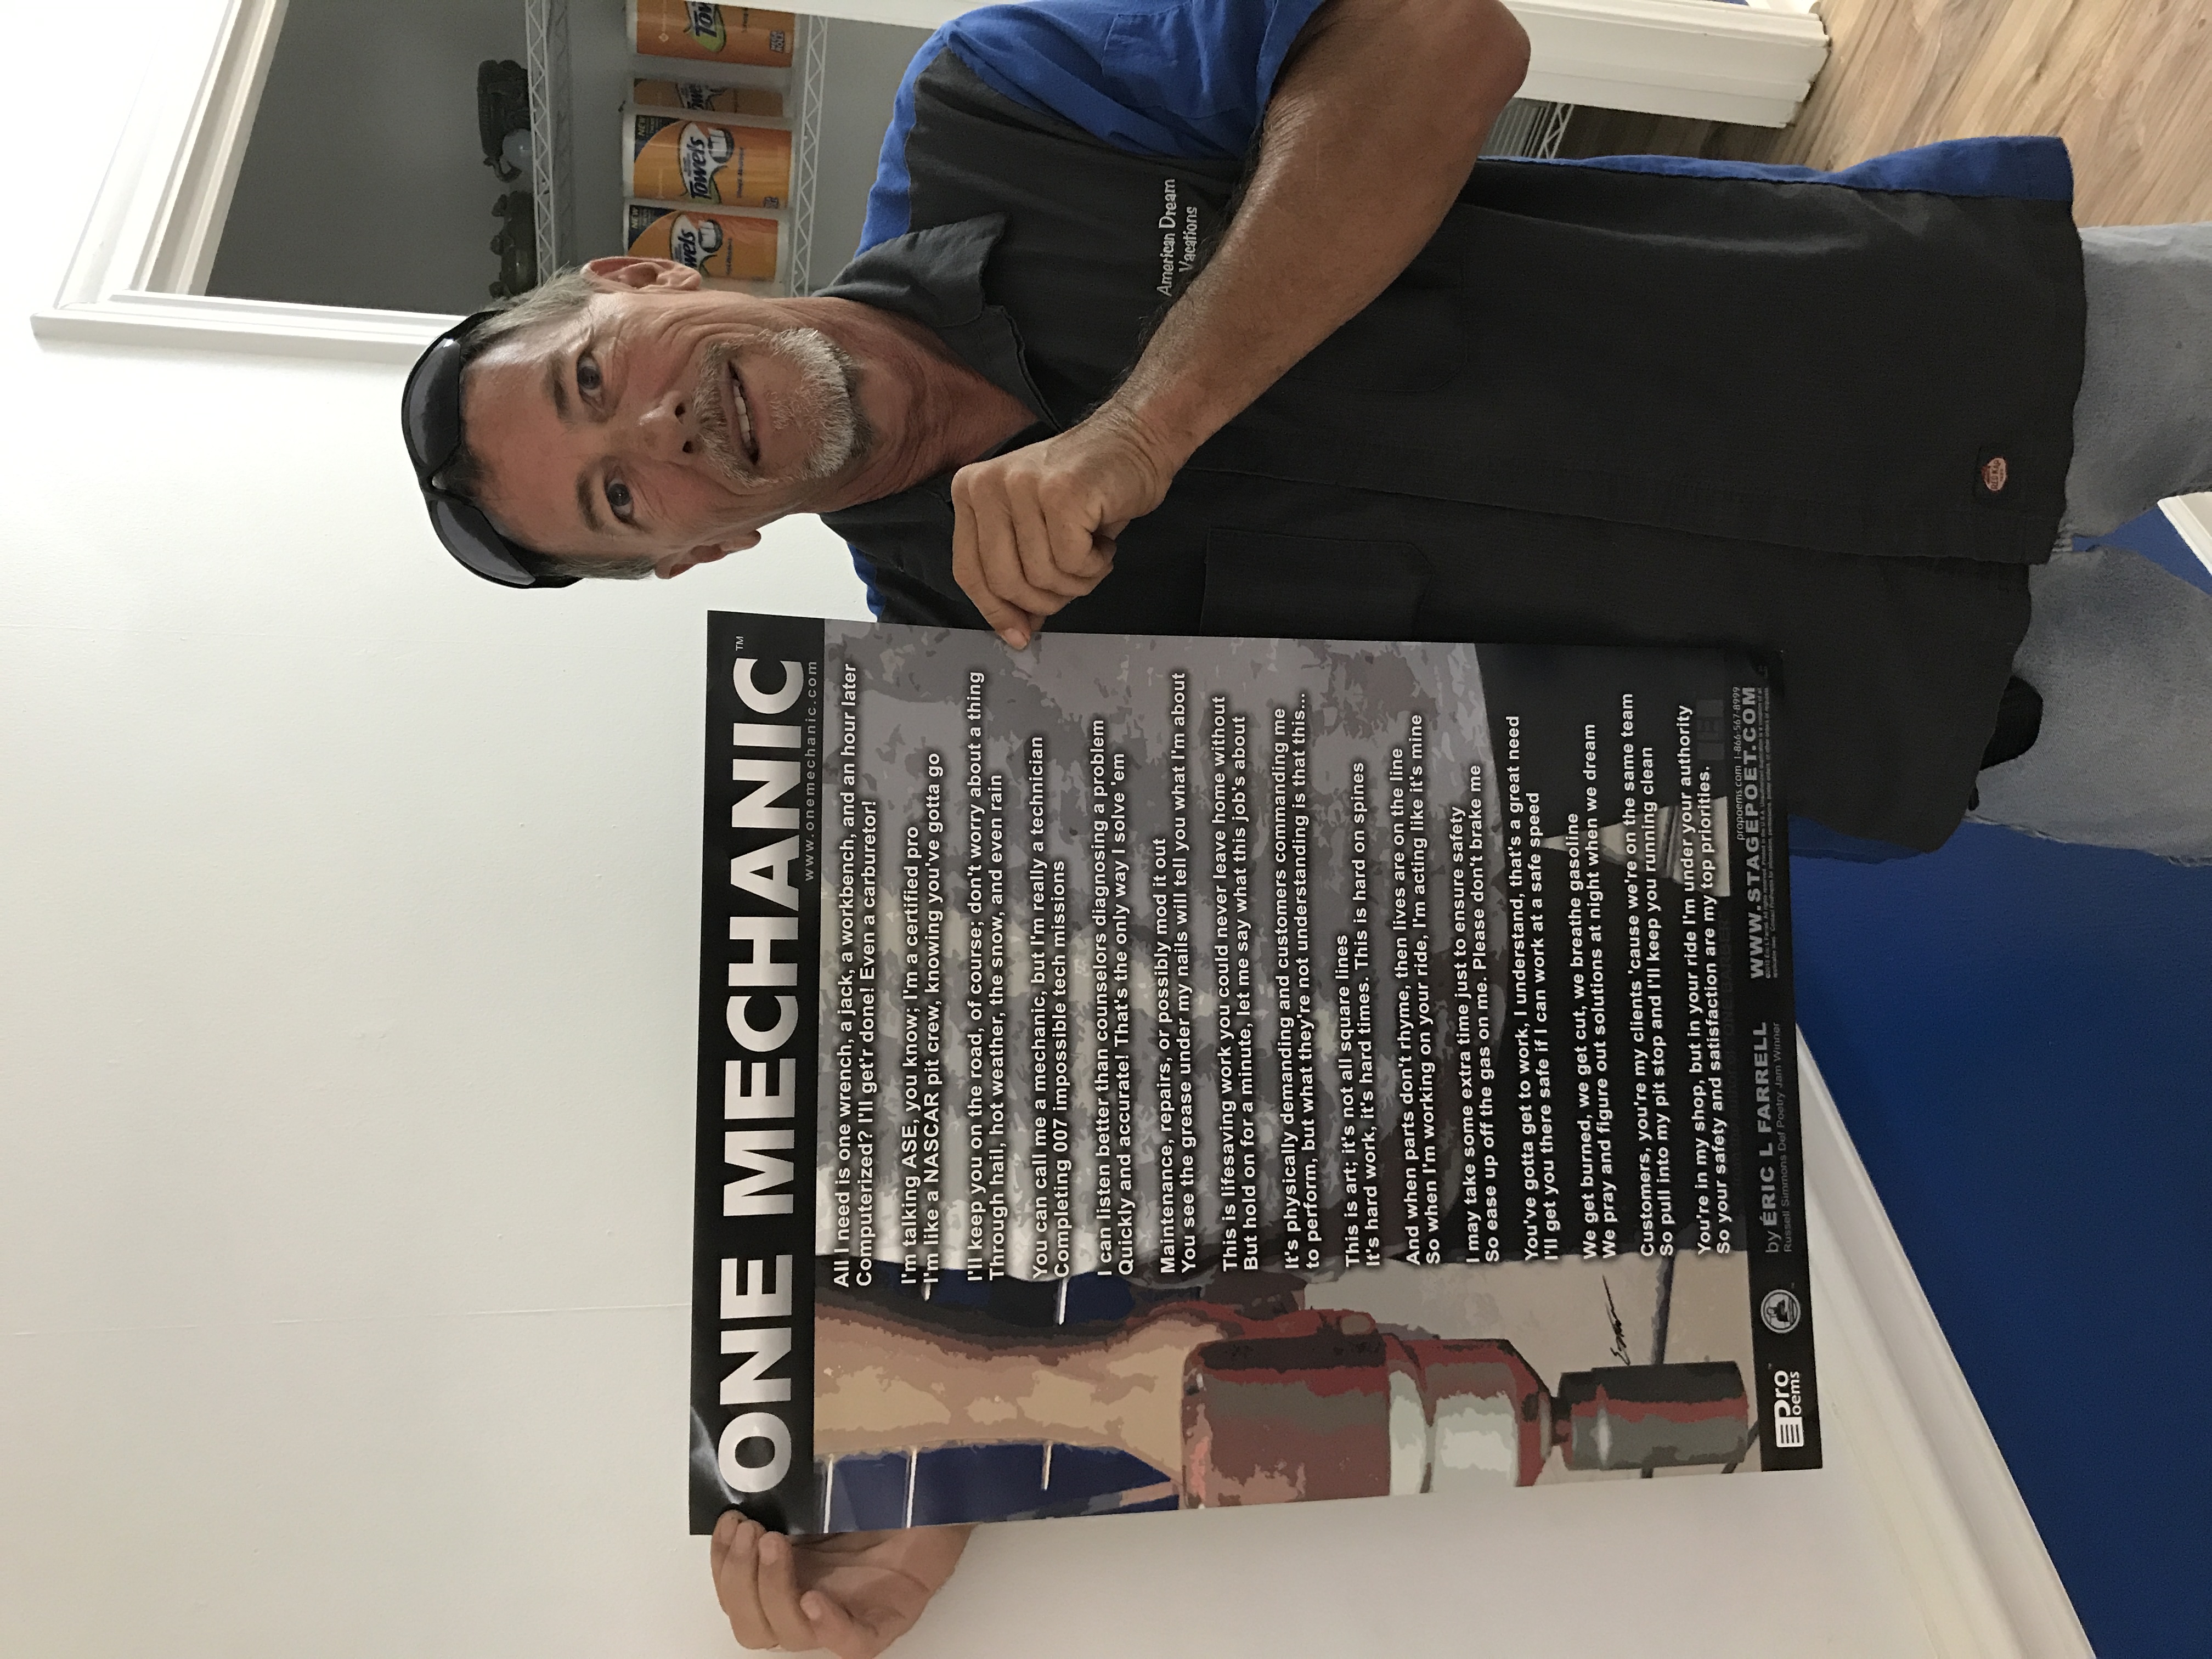 ONE MECHANIC™
www.onemechanic.com
All I need is one wrench, a jack, a workbench, and an hour later
Computerized? I'll get'r done! Even a carburetor!
I'm talking ASE, you know; I'm a certified pro
I'm like a NASCAR pit crew, knowing you've gotta go
I'll keep you on the road, of course; don't worry about a thing
Through hail, hot weather, the snow, and even rain
You can call me a mechanic, but I'm really a technician
Completing 007 impossible tech missions
I can listen better than counselors diagnosing a problem
Quickly and accurate! That's the only way I solve 'em
Maintenance, repairs, or possibly mod it out
You see the grease under my nails will tell you what I'm about
This is lifesaving work you could never leave home without
But hold on for a minute, let me say what this job's about
It's physically demanding and customers commanding me
to perform, but what they're not understanding is that this...
This is art; it's not all square lines
It's hard work, it's hard times. This is hard on spines
And when parts don't rhyme, then lives are on the line
So when I'm working on your ride, I'm acting like it's mine
I may take some extra time just to ensure safety
So ease up off the gas on me. Please don't brake me
You've gotta get to work, I understand, that's a great need
I'll get you there safe if I can work at a safe speed
We get burned, we get cut, we breathe gasoline
We pray and figure out solutions at night when we dream
Customers, you're my clients 'cause we're on the same team
So pull into my pit stop and I'll keep you running clean
You're in my shop, but in your ride I'm under your authority
So your safety and satisfaction are my top priorities.
Pro
Poems™
by ÉRIC L FARRELL
Russell Simmons Def Poetry Jam Winner
propoems.com 1-866-567-8999
WWW.STAGEPOET.COM
American Dream
Vacations
Towels
Towels
Dickies